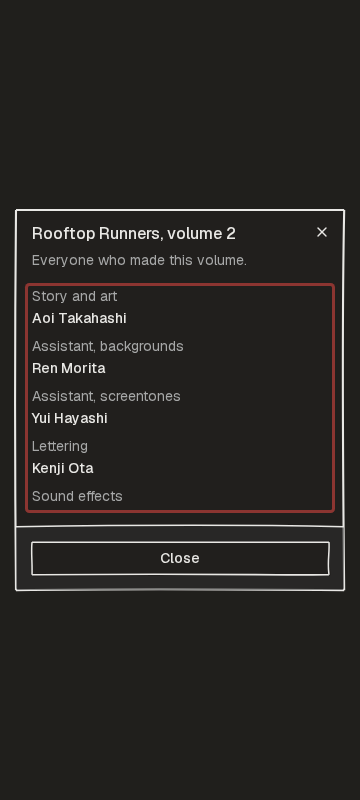 Rooftop Runners, volume 2
Everyone who made this volume.
Story and art
Aoi Takahashi
Assistant, backgrounds
Ren Morita
Assistant, screentones
Yui Hayashi
Lettering
Kenji Ota
Sound effects
Close